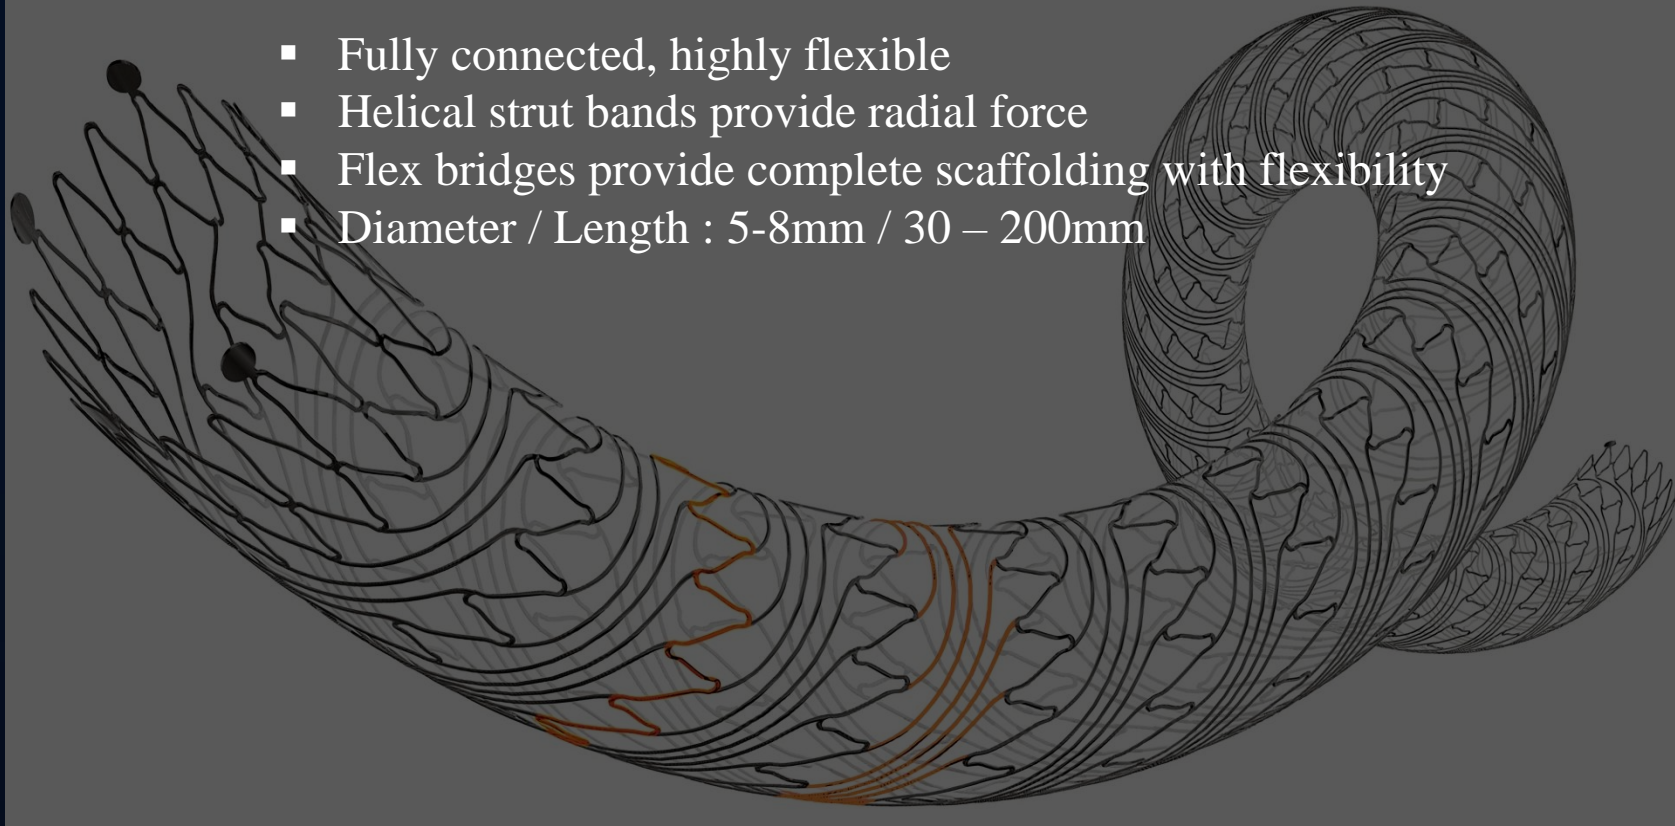 ▪ Fully connected, highly flexible
▪ Helical strut bands provide radial force
▪ Flex bridges provide complete scaffolding with flexibility
▪ Diameter / Length : 5-8mm / 30 – 200mm